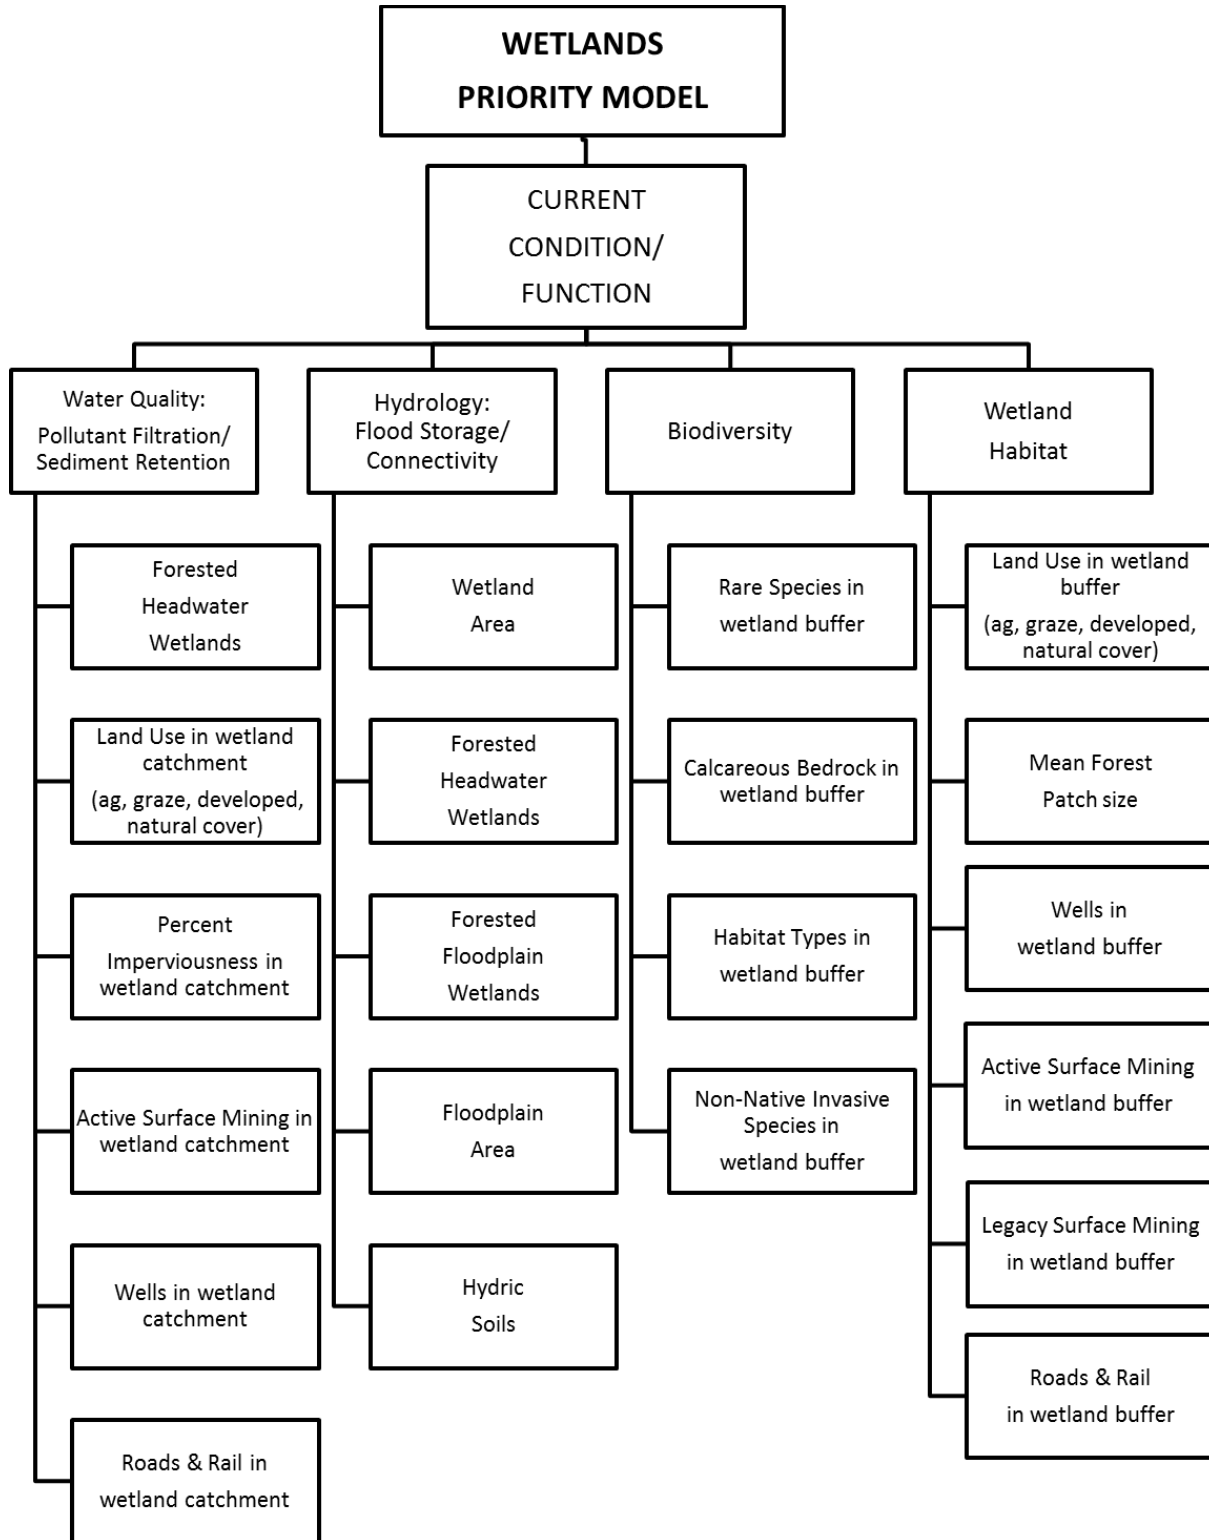 WETLANDS
PRIORITY MODEL
CURRENT
CONDITION/
FUNCTION
Water Quality:
Pollutant Filtration/
Sediment Retention
Forested
Headwater
Wetlands
Land Use in wetland
catchment
(ag, graze, developed,
natural cover)
Percent
Imperviousness in
wetland catchment
Active Surface Mining in
wetland catchment
Wells in wetland
catchment
Roads & Rail in
wetland catchment
Hydrology:
Flood Storage/
Connectivity
Wetland
Area
Forested
Headwater
Wetlands
Forested
Floodplain
Wetlands
Floodplain
Area
Hydric
Soils
Biodiversity
Rare Species in
wetland buffer
Calcareous Bedrock in
wetland buffer
Habitat Types in
wetland buffer
Non-Native Invasive
Species in
wetland buffer
Wetland
Habitat
Land Use in wetland
buffer
(ag, graze, developed,
natural cover)
Mean Forest
Patch size
Wells in
wetland buffer
Active Surface Mining
in wetland buffer
Legacy Surface Mining
in wetland buffer
Roads & Rail
in wetland buffer